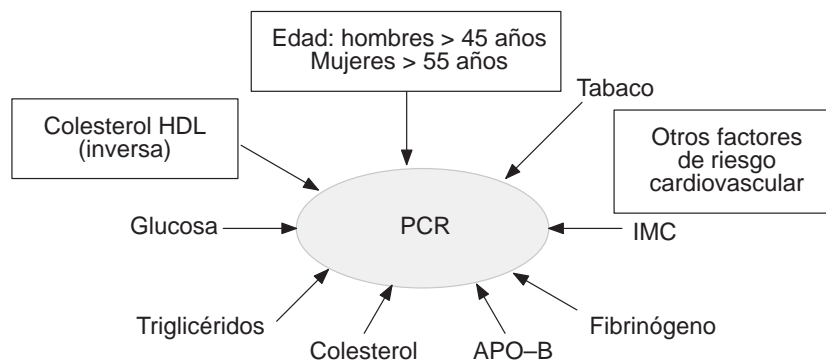 Edad: hombres > 45 años
Mujeres > 55 años
Tabaco
Colesterol HDL
(inversa)
Otros factores
de riesgo
cardiovascular
Glucosa
PCR
IMC
Triglicéridos
Colesterol
APO–B
Fibrinógeno